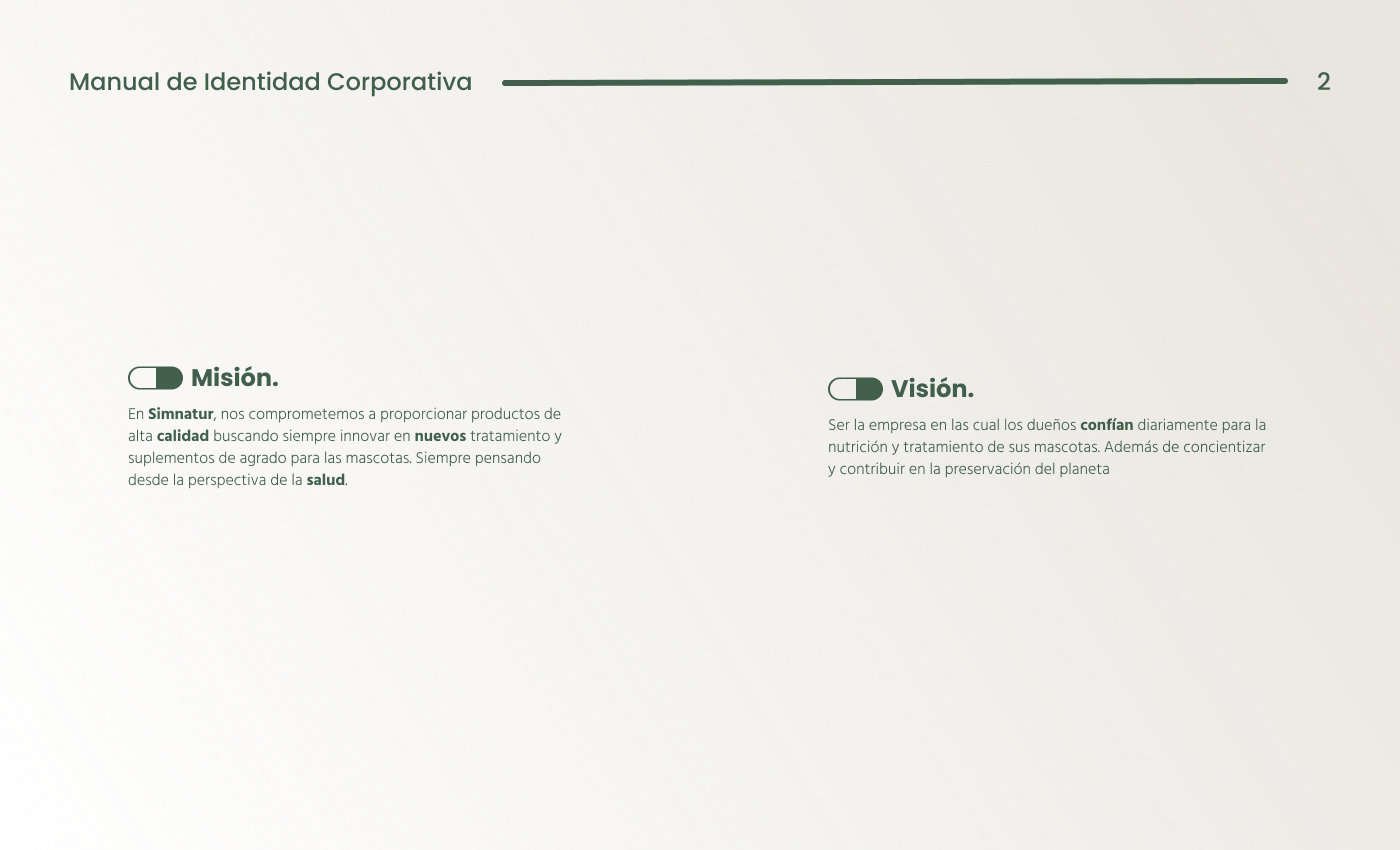 Manual de Identidad Corporativa
2
Misión.
En Simnatur, nos comprometemos a proporcionar productos de
alta calidad buscando siempre innovar en nuevos tratamiento y
suplementos de agrado para las mascotas. Siempre pensando
desde la perspectiva de la salud.
Visión.
Ser la empresa en las cual los dueños confían diariamente para la
nutrición y tratamiento de sus mascotas. Además de concientizar
y contribuir en la preservación del planeta